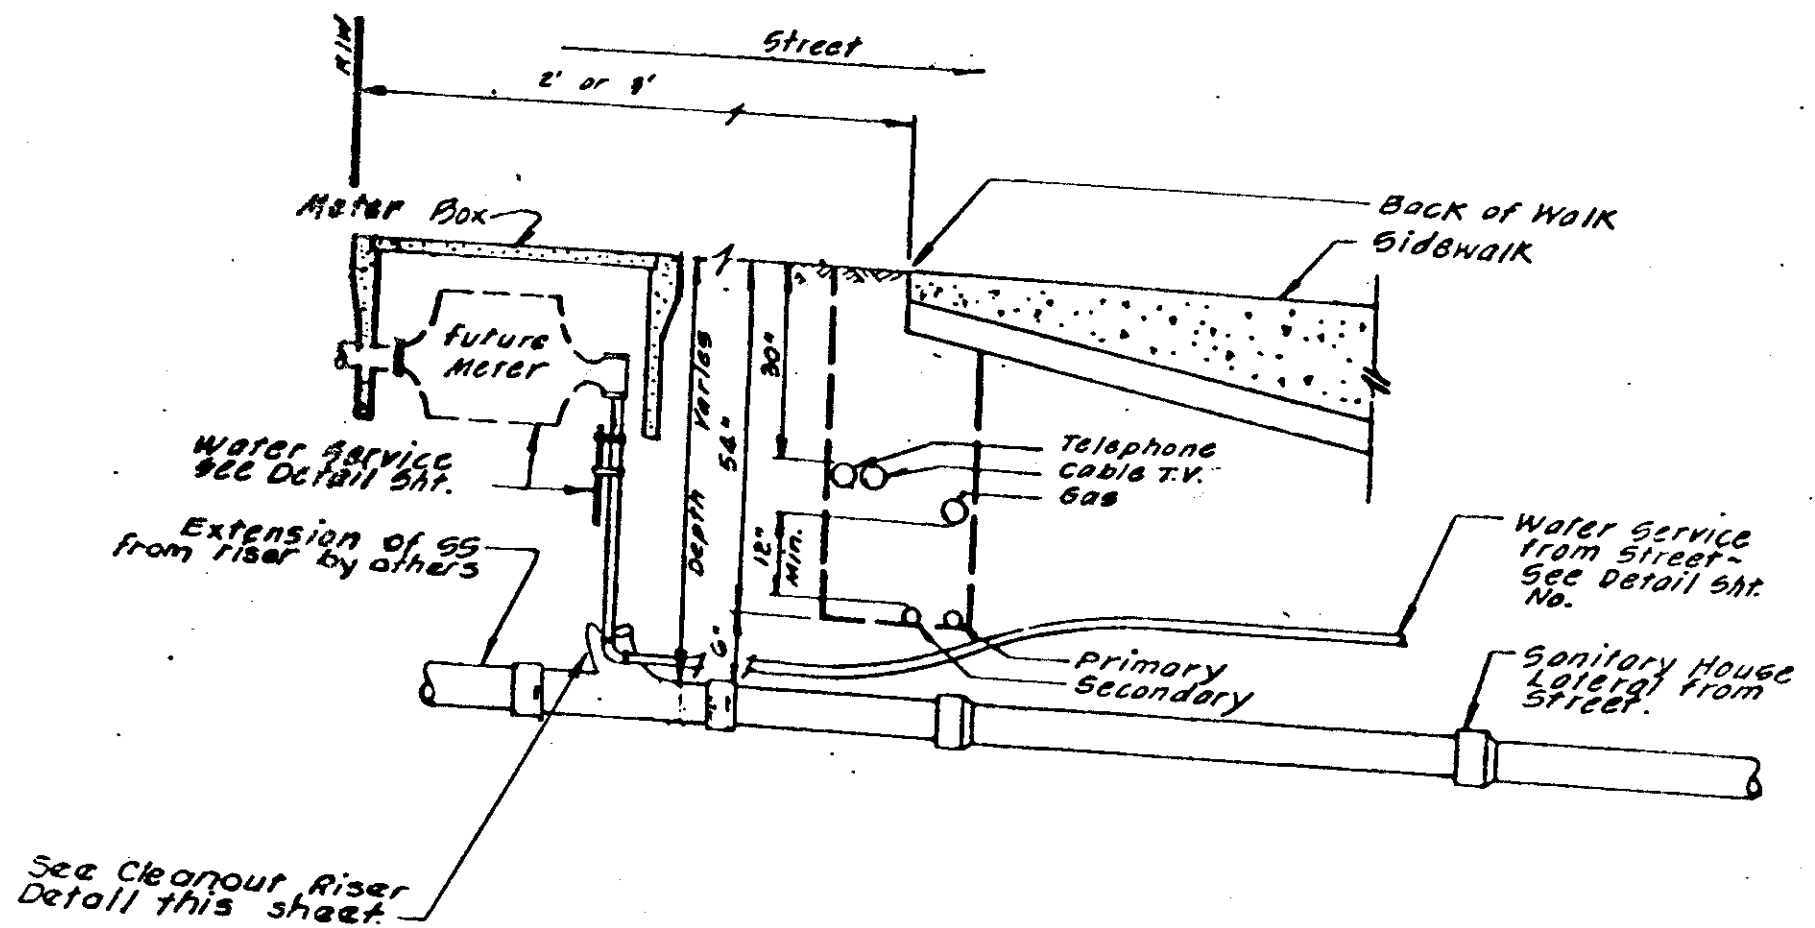 R/W
Street
2' or 8'
Meter Box
Back of Walk
Sidewalk
Future
Meter
30"
Depth Varies
54"
Water Service
See Detail Sht.
Telephone
Cable T.V.
Gas
Extension of SS
from riser by others
12"
Min.
Water Service
from Street~
See Detail Sht.
No.
6"
Primary
Secondary
Sanitary House
Lateral from
Street.
See Cleanout Riser
Detail this sheet.